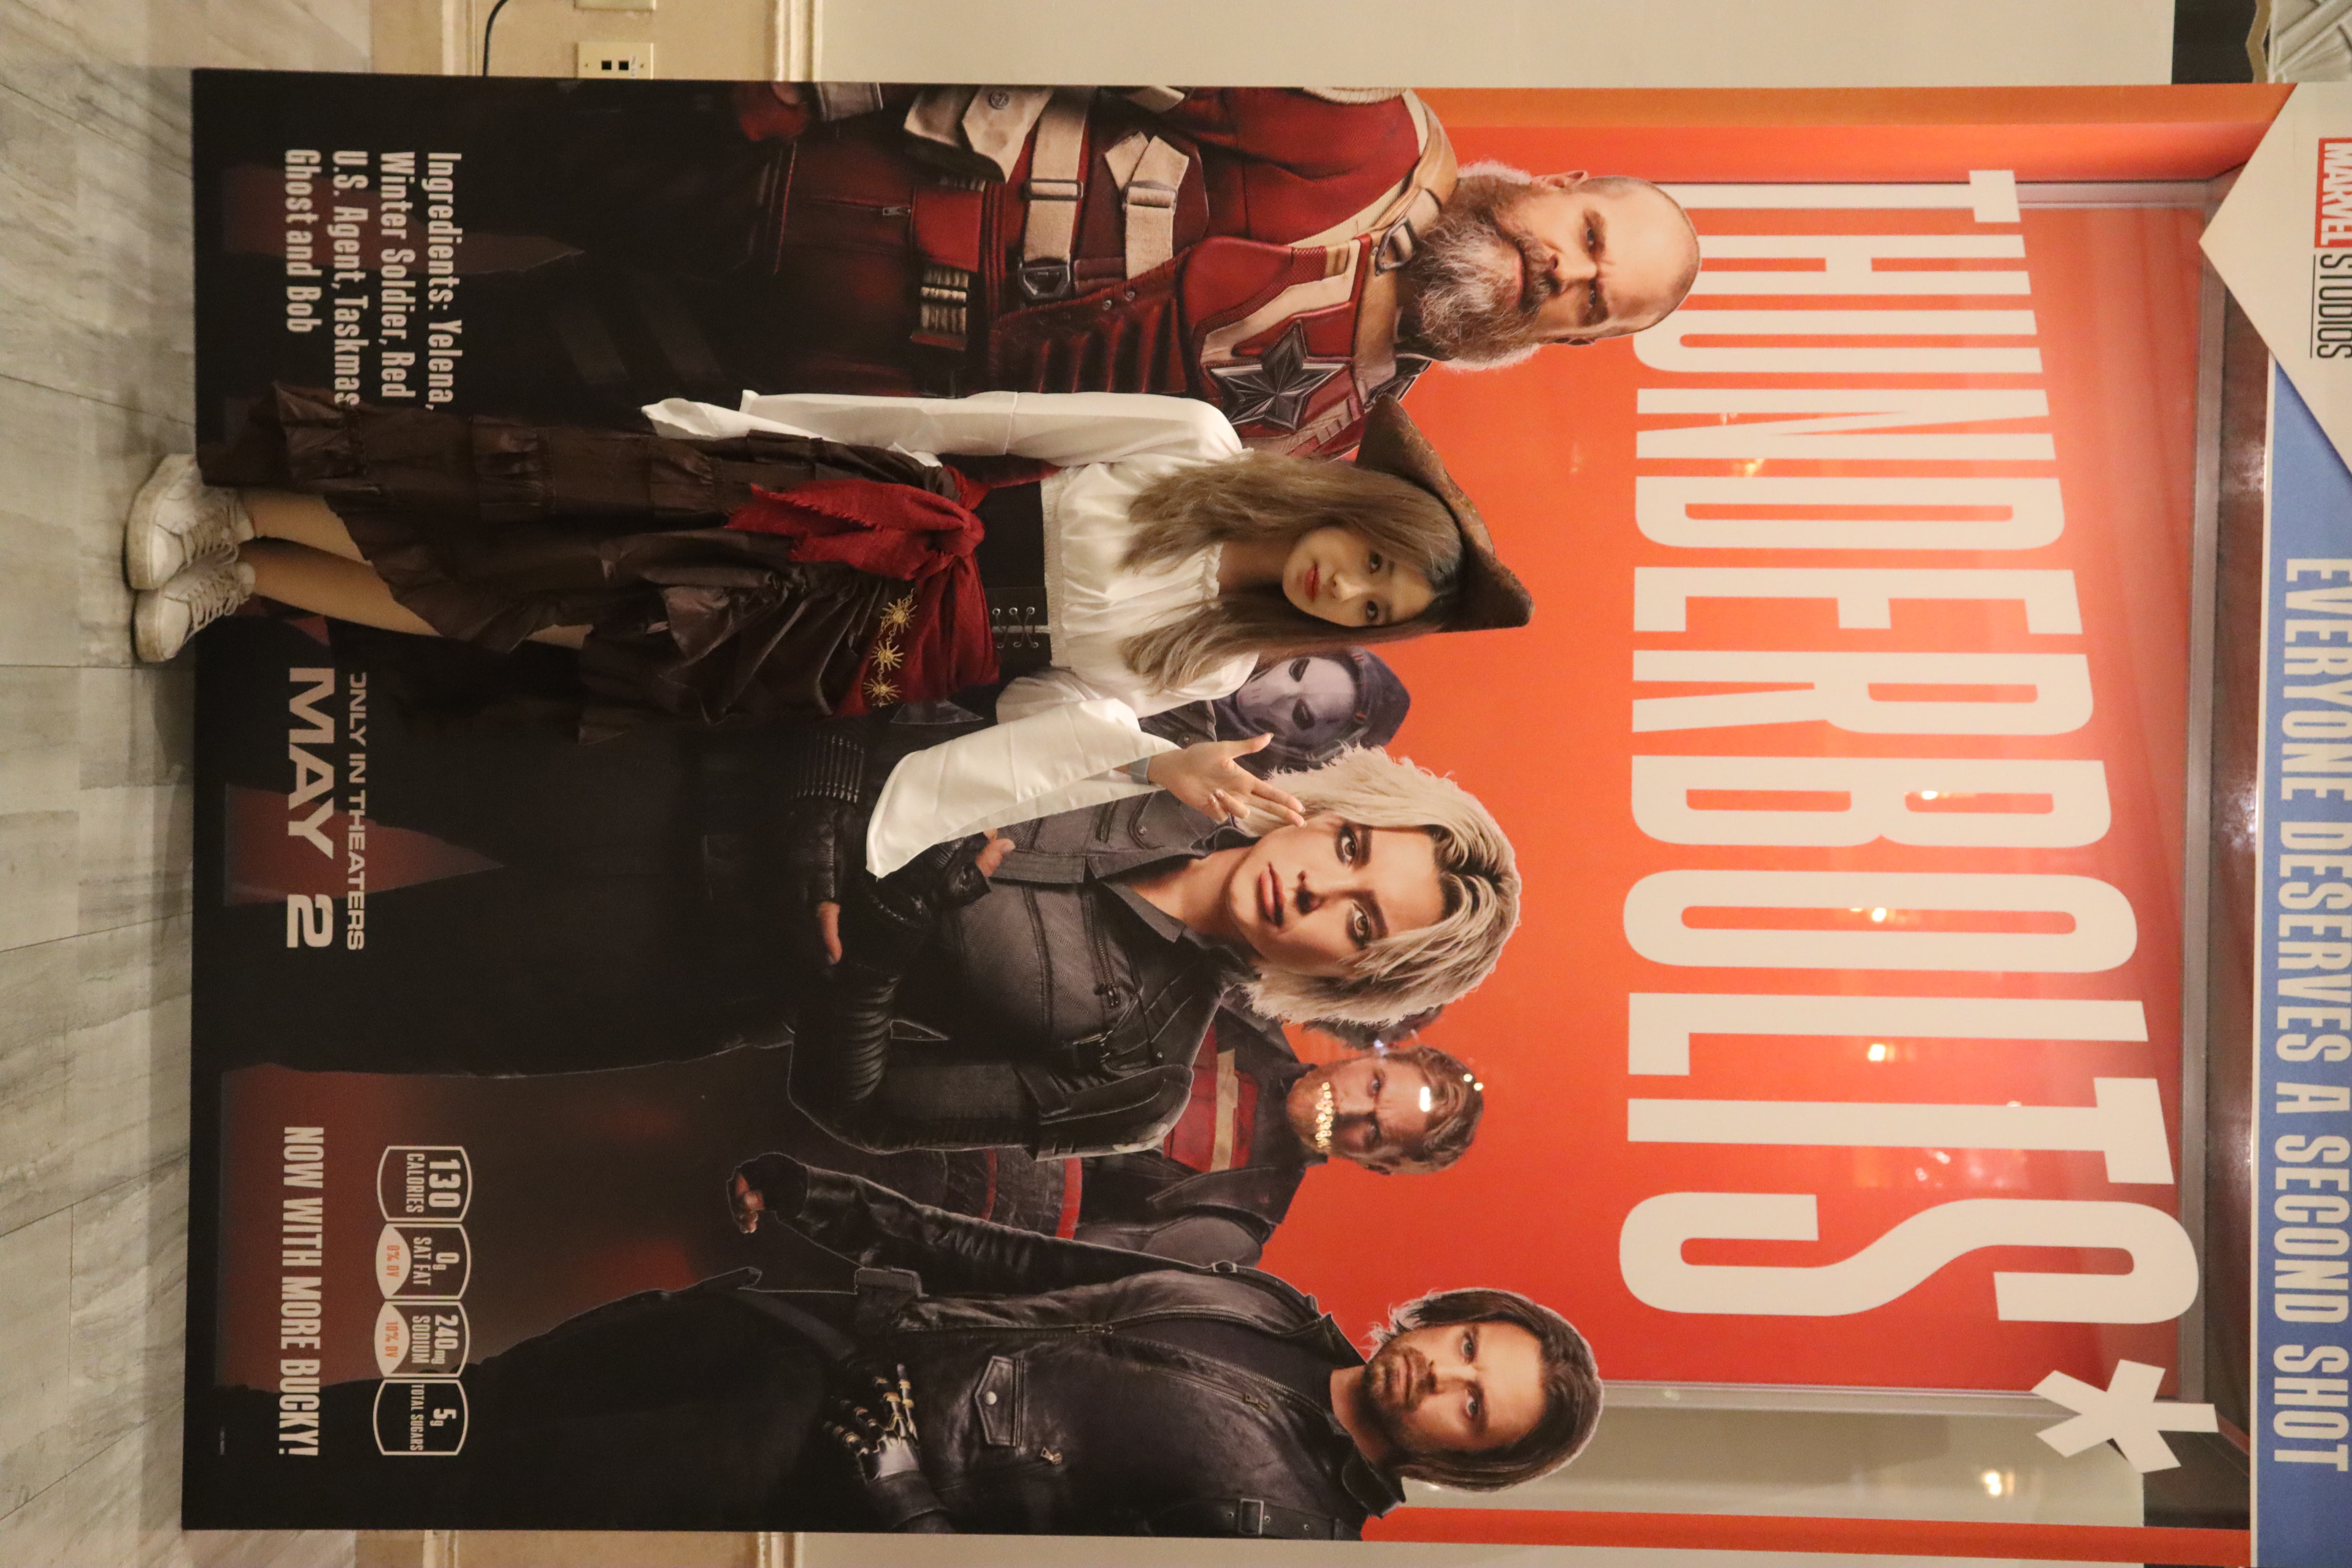 MARVEL STUDIOS
EVERYONE DESERVES A SECOND SHOT
THUNDERBOLTS*
Ingredients: Yelena,
Winter Soldier, Red
U.S. Agent, Taskmas
Ghost and Bob
ONLY IN THEATERS
MAY 2
130
CALORIES
0g
SAT FAT
0% DV
240mg
SODIUM
10% DV
5g
TOTAL SUGARS
NOW WITH MORE BUCKY!